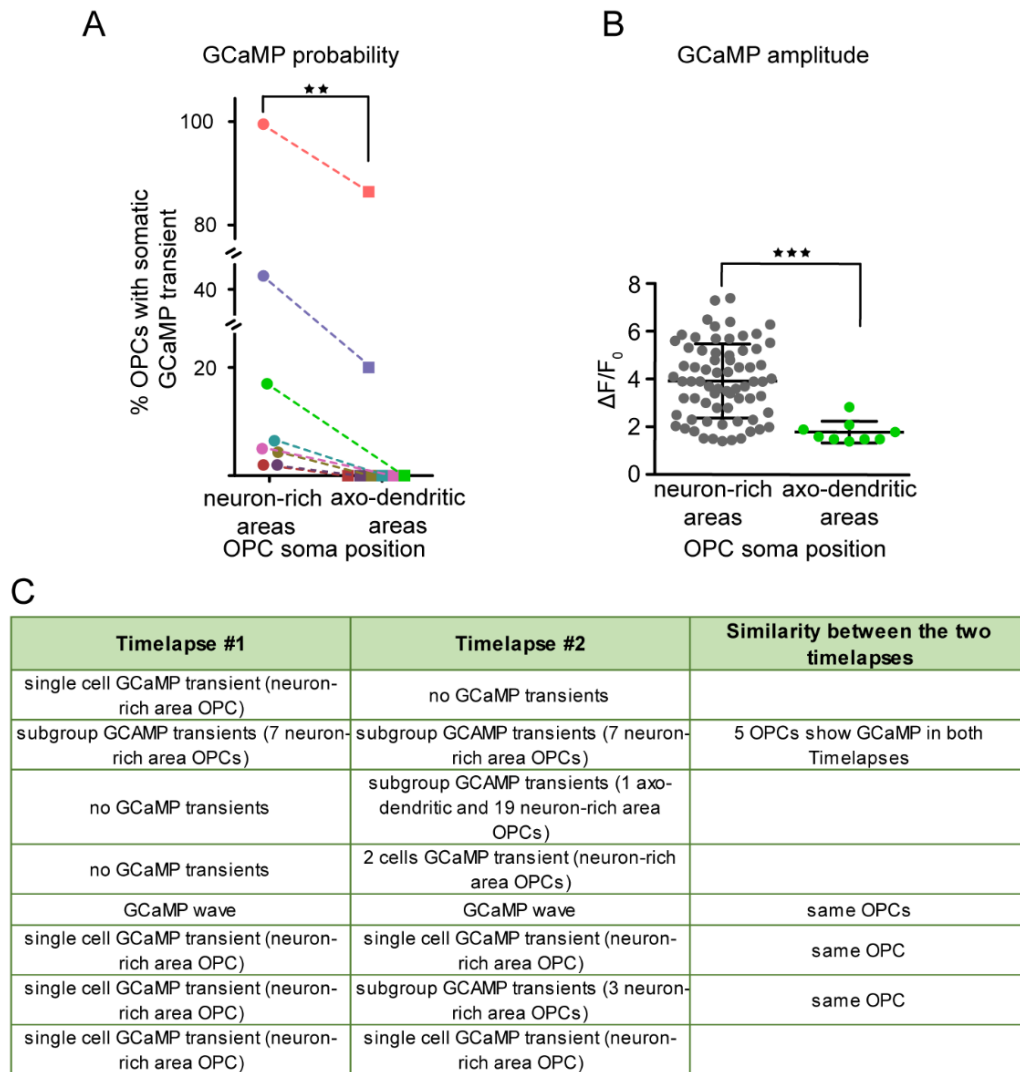 A
GCaMP probability
★★
% OPCs with somatic
GCaMP transient
100
80
40
20
neuron-rich
areas
axo-dendritic
areas
OPC soma position
B
GCaMP amplitude
★★★
ΔF/F0
8
6
4
2
0
neuron-rich
areas
axo-dendritic
areas
OPC soma position
C
Timelapse #1
Timelapse #2
Similarity between the two
timelapses
single cell GCaMP transient (neuron-
rich area OPC)
no GCaMP transients
subgroup GCAMP transients (7 neuron-
rich area OPCs)
subgroup GCAMP transients (7 neuron-
rich area OPCs)
5 OPCs show GCaMP in both
Timelapses
no GCaMP transients
subgroup GCAMP transients (1 axo-
dendritic and 19 neuron-rich area
OPCs)
no GCaMP transients
2 cells GCaMP transient (neuron-rich
area OPCs)
GCaMP wave
GCaMP wave
same OPCs
single cell GCaMP transient (neuron-
rich area OPC)
single cell GCaMP transient (neuron-
rich area OPC)
same OPC
single cell GCaMP transient (neuron-
rich area OPC)
subgroup GCAMP transients (3 neuron-
rich area OPCs)
same OPC
single cell GCaMP transient (neuron-
rich area OPC)
single cell GCaMP transient (neuron-
rich area OPC)